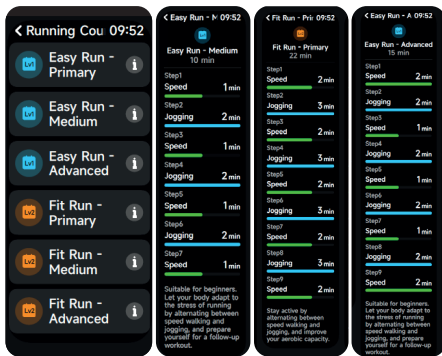 < Running Cou 09:52
Lv1
Easy Run -
Primary
Lv1
Easy Run -
Medium
Lv1
Easy Run -
Advanced
Lv2
Fit Run -
Primary
Lv2
Fit Run -
Medium
Lv2
Fit Run -
Advanced
< Easy Run - M 09:52
Easy Run - Medium
10 min
Step1
Speed 1 min
Step2
Jogging 2 min
Step3
Speed 1 min
Step4
Jogging 2 min
Step5
Speed 1 min
Step6
Jogging 2 min
Step7
Speed 1 min
Suitable for beginners.
Let your body adapt to
the stress of running
by alternating between
speed walking and
jogging, and prepare
yourself for a follow-up
workout.
< Fit Run - Pri 09:52
Fit Run - Primary
22 min
Step1
Speed 2 min
Step2
Jogging 3 min
Step3
Speed 2 min
Step4
Jogging 3 min
Step5
Speed 2 min
Step6
Jogging 3 min
Step7
Speed 2 min
Step8
Jogging 3 min
Step9
Speed 2 min
Stay active by
alternating between
speed walking and
jogging, and improve
your aerobic capacity.
< Easy Run - A 09:52
Easy Run - Advanced
15 min
Step1
Speed 2 min
Step2
Jogging 2 min
Step3
Speed 1 min
Step4
Jogging 2 min
Step5
Speed 1 min
Step6
Jogging 2 min
Step7
Speed 1 min
Step8
Jogging 2 min
Step9
Speed 2 min
Suitable for beginners.
Let your body adapt to
the stress of running
by alternating between
speed walking and
jogging, and prepare
yourself for a follow-up
workout.